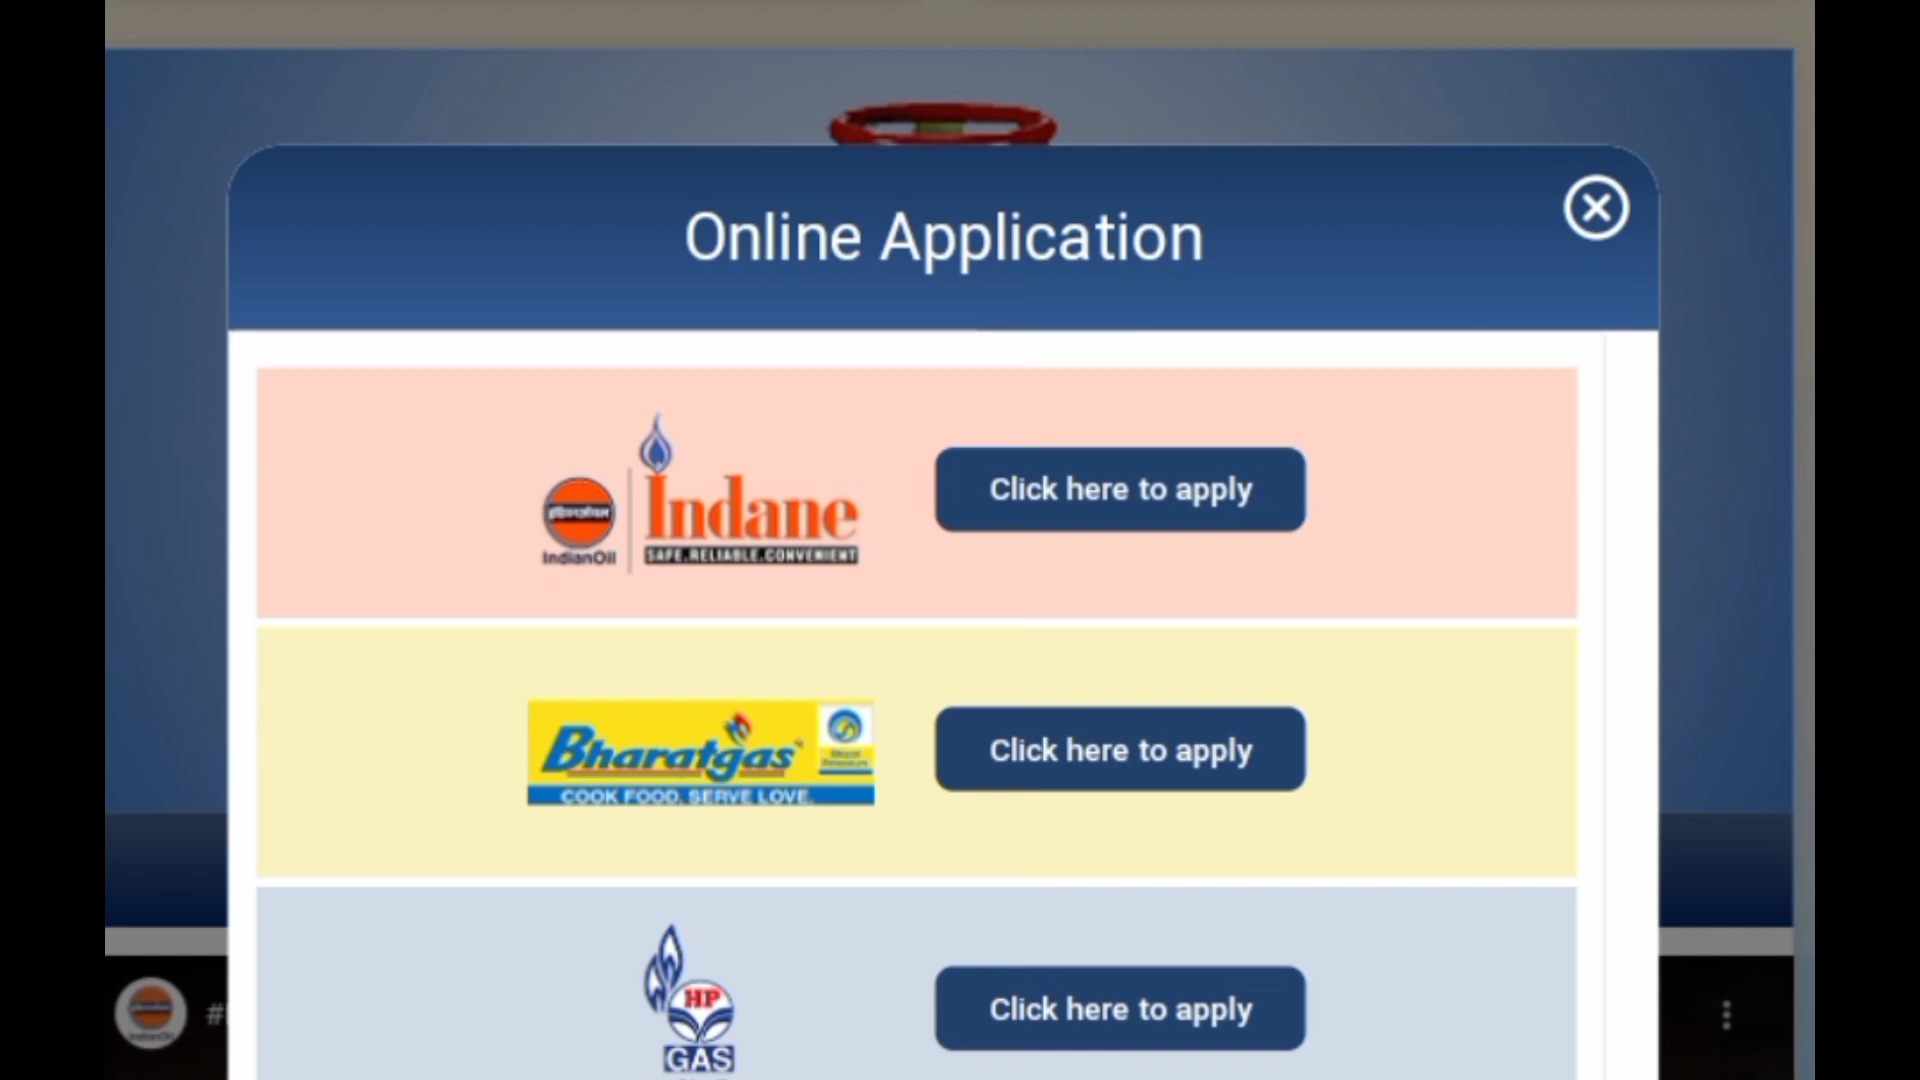 Online Application
Indane
IndianOil
SAFE.RELIABLE.CONVENIENT
Click here to apply
Bharatgas
COOK FOOD. SERVE LOVE.
Click here to apply
HP
GAS
Click here to apply
#